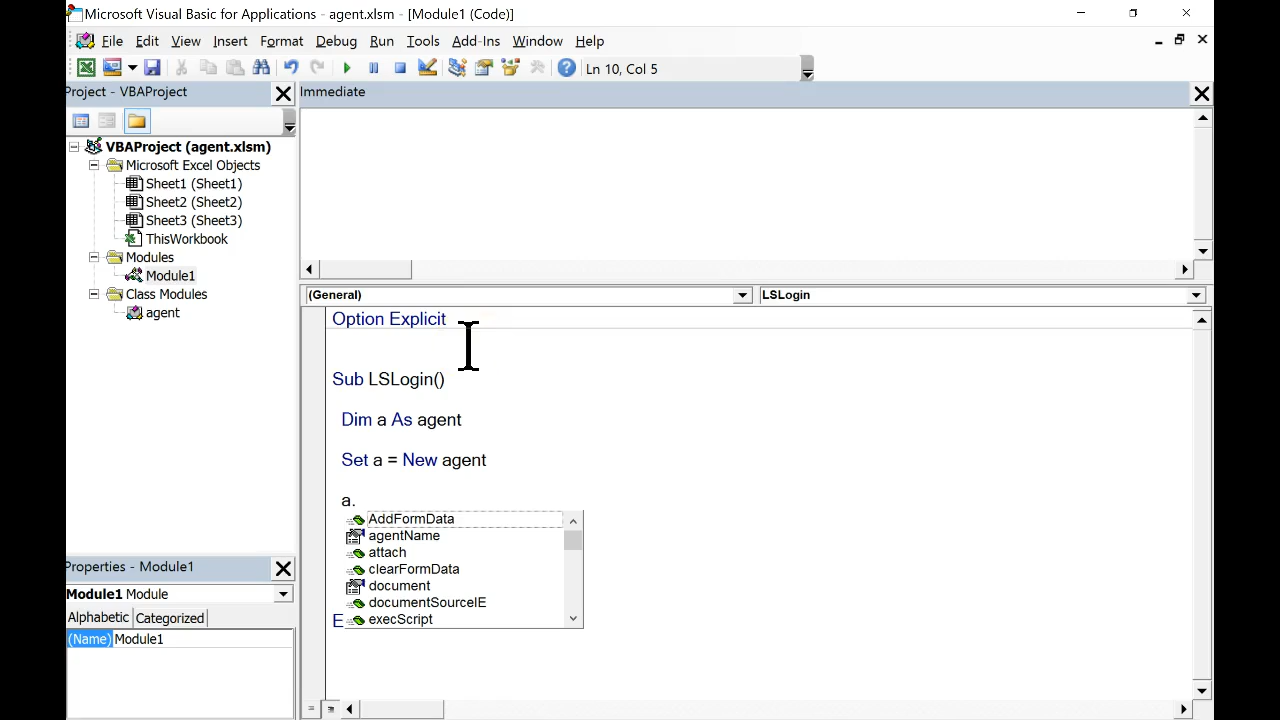 Microsoft Visual Basic for Applications - agent.xlsm - [Module1 (Code)]
File Edit View Insert Format Debug Run Tools Add-Ins Window Help
Ln 10, Col 5
Project - VBAProject
Immediate
VBAProject (agent.xlsm)
Microsoft Excel Objects
Sheet1 (Sheet1)
Sheet2 (Sheet2)
Sheet3 (Sheet3)
ThisWorkbook
Modules
Module1
Class Modules
agent
(General)
LSLogin
Option Explicit
Sub LSLogin()
Dim a As agent
Set a = New agent
a.
AddFormData
agentName
attach
clearFormData
document
documentSourceIE
E
execScript
Properties - Module1
Module1 Module
Alphabetic Categorized
(Name) Module1